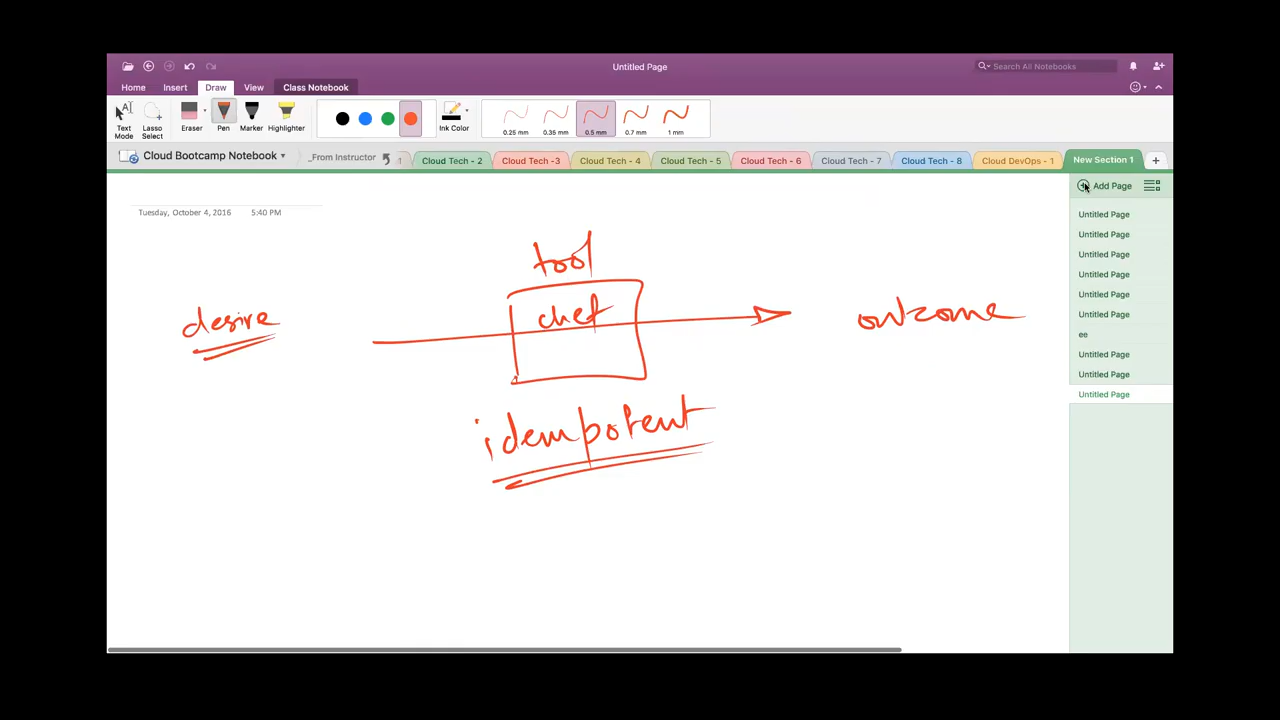 Untitled Page
Search All Notebooks
Home Insert Draw View Class Notebook
Text Mode
Lasso Select
Eraser
Pen
Marker
Highlighter
Ink Color
0.25 mm 0.35 mm 0.5 mm 0.7 mm 1 mm
Cloud Bootcamp Notebook
_From Instructor
1
Cloud Tech - 2
Cloud Tech -3
Cloud Tech - 4
Cloud Tech - 5
Cloud Tech - 6
Cloud Tech - 7
Cloud Tech - 8
Cloud DevOps - 1
New Section 1
Add Page
Tuesday, October 4, 2016 5:40 PM
tool
desire
chef
outcome
idempotent
Untitled Page
Untitled Page
Untitled Page
Untitled Page
Untitled Page
Untitled Page
ee
Untitled Page
Untitled Page
Untitled Page